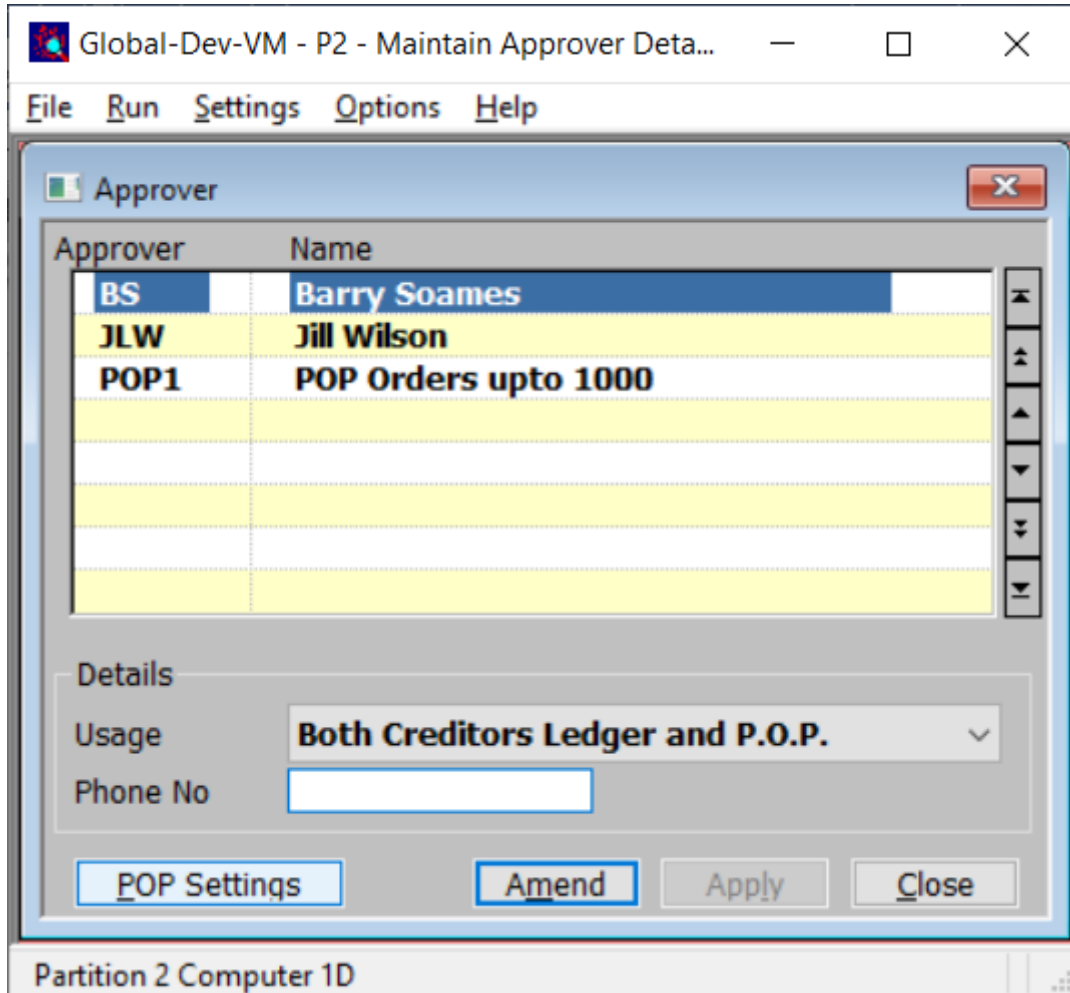 Global-Dev-VM - P2 - Maintain Approver Deta...
File Run Settings Options Help
Approver
Approver Name
BS Barry Soames
JLW Jill Wilson
POP1 POP Orders upto 1000
Details
Usage Both Creditors Ledger and P.O.P.
Phone No
POP Settings Amend Apply Close
Partition 2 Computer 1D